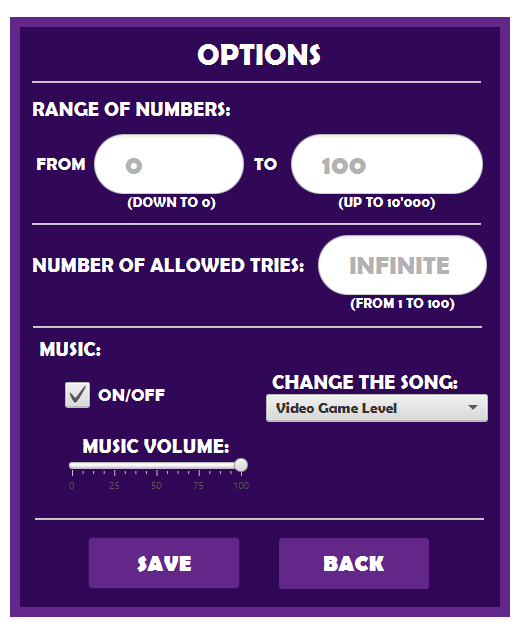 OPTIONS
RANGE OF NUMBERS:
FROM 0 TO 100
(DOWN TO 0) (UP TO 10'000)
NUMBER OF ALLOWED TRIES: INFINITE
(FROM 1 TO 100)
MUSIC:
CHANGE THE SONG:
ON/OFF
Video Game Level
MUSIC VOLUME:
0 25 50 75 100
SAVE BACK